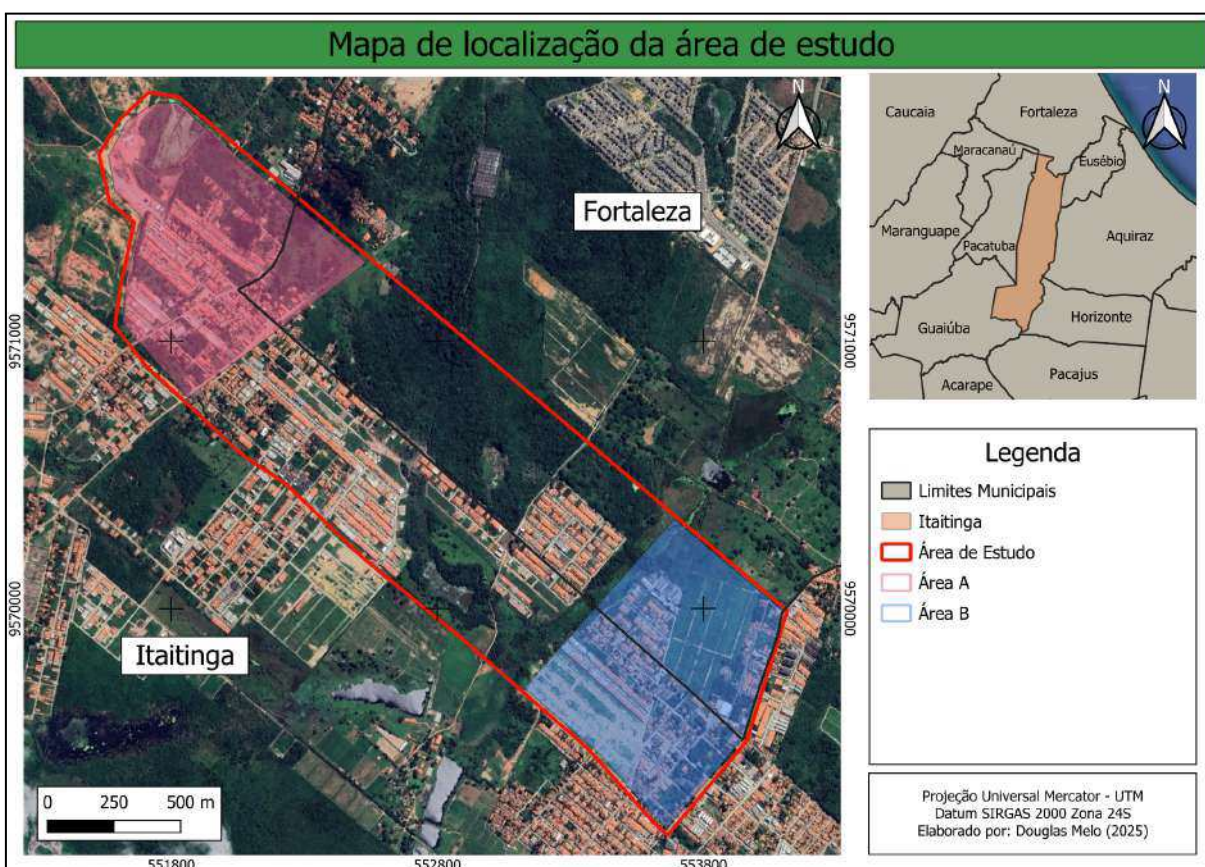 Mapa de localização da área de estudo
N
Fortaleza
Itaitinga
9571000
9570000
9571000
9570000
0 250 500 m
551800
552800
553800
N
Caucaia
Fortaleza
Maracanaú
Eusébio
Maranguape
Pacatuba
Aquiraz
Guaiúba
Horizonte
Acarape
Pacajus
Legenda
Limites Municipais
Itaitinga
Área de Estudo
Área A
Área B
Projeção Universal Mercator - UTM
Datum SIRGAS 2000 Zona 24S
Elaborado por: Douglas Melo (2025)